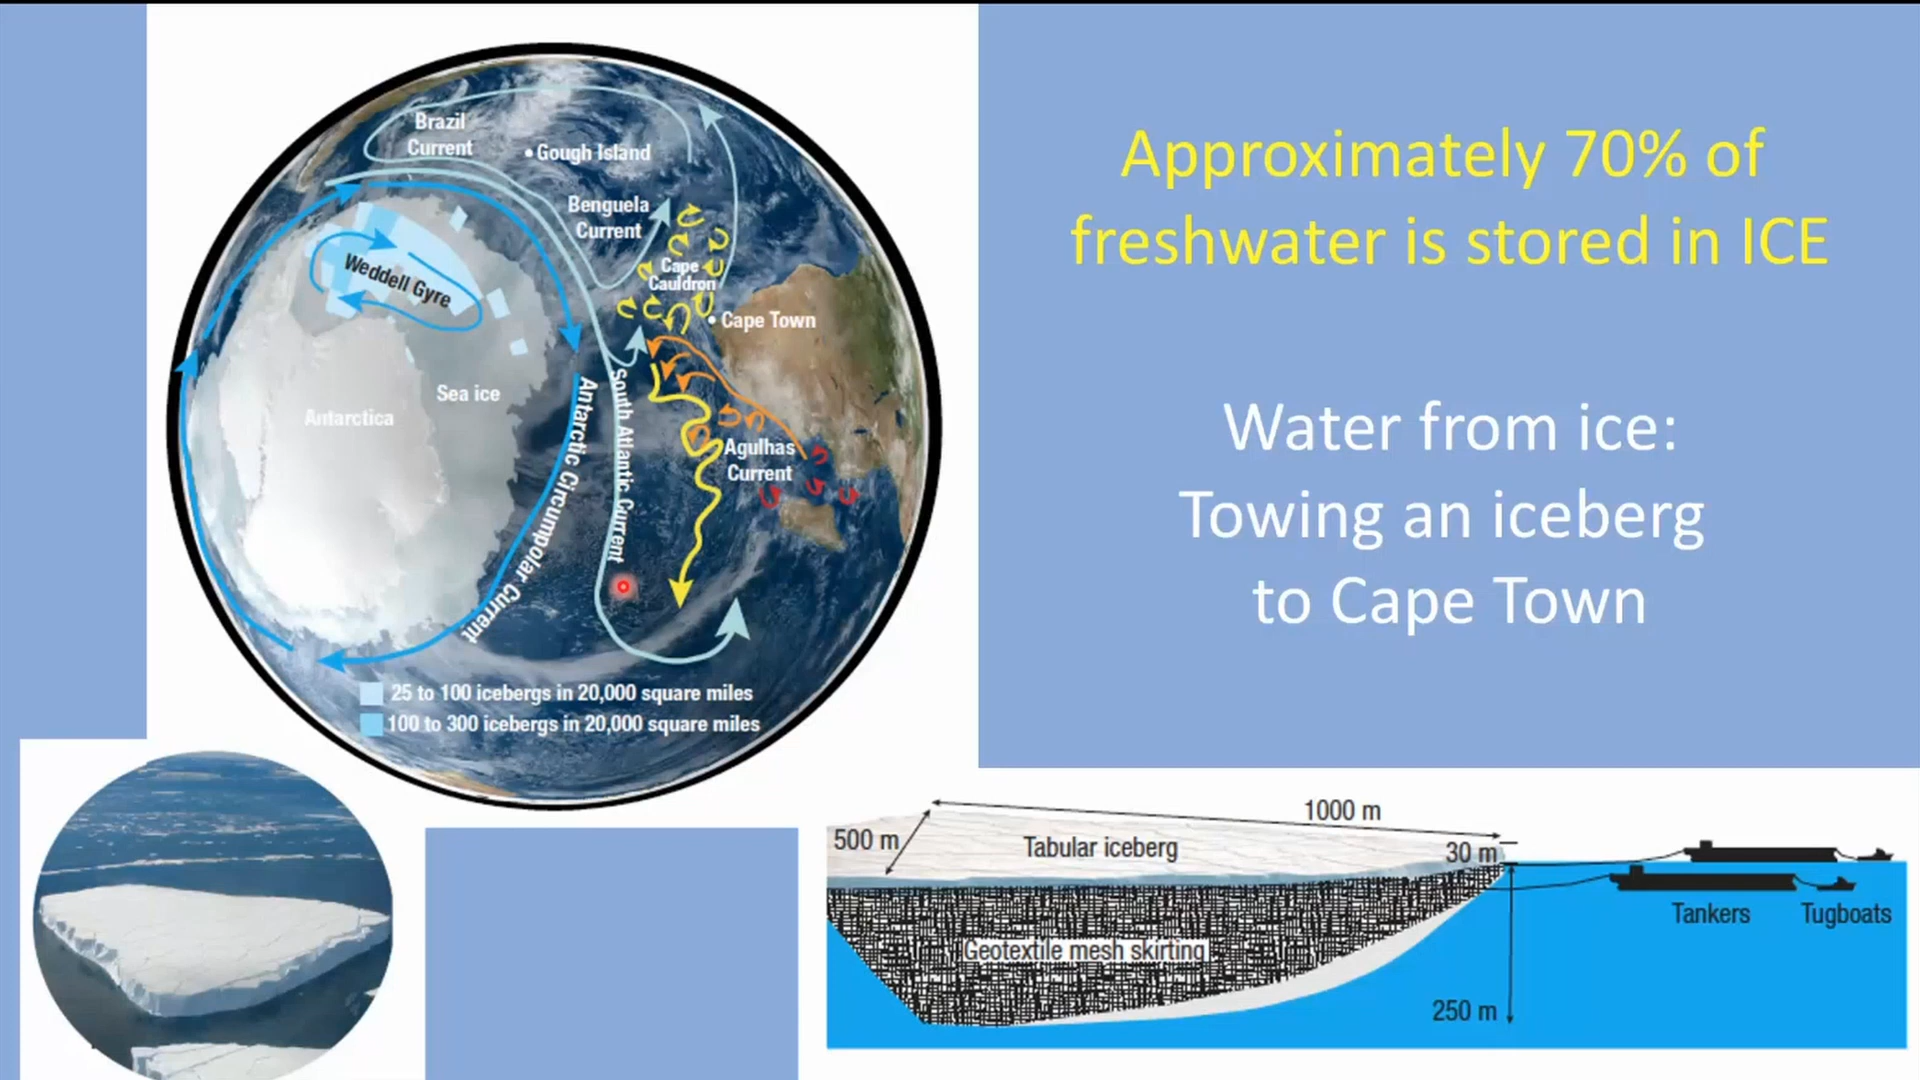 Brazil
Current
Gough Island
Benguela
Current
Cape
Cauldron
Cape Town
Weddell Gyre
Sea ice
Antarctica
Antarctic Circumpolar Current
South Atlantic Current
Agulhas
Current
25 to 100 icebergs in 20,000 square miles
100 to 300 icebergs in 20,000 square miles
Approximately 70% of
freshwater is stored in ICE
Water from ice:
Towing an iceberg
to Cape Town
1000 m
500 m
Tabular iceberg
30 m
Tankers
Tugboats
Geotextile mesh skirting
250 m